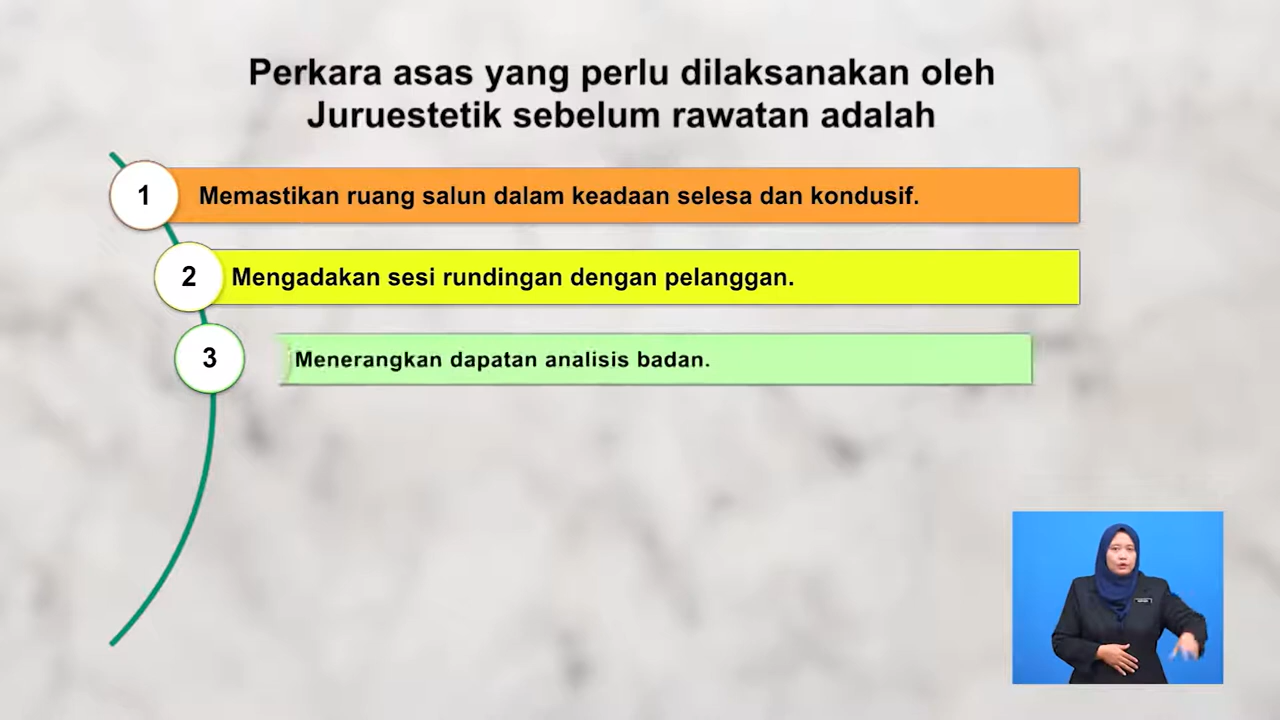 Perkara asas yang perlu dilaksanakan oleh
Juruestetik sebelum rawatan adalah
1 Memastikan ruang salun dalam keadaan selesa dan kondusif.
2 Mengadakan sesi rundingan dengan pelanggan.
3 Menerangkan dapatan analisis badan.